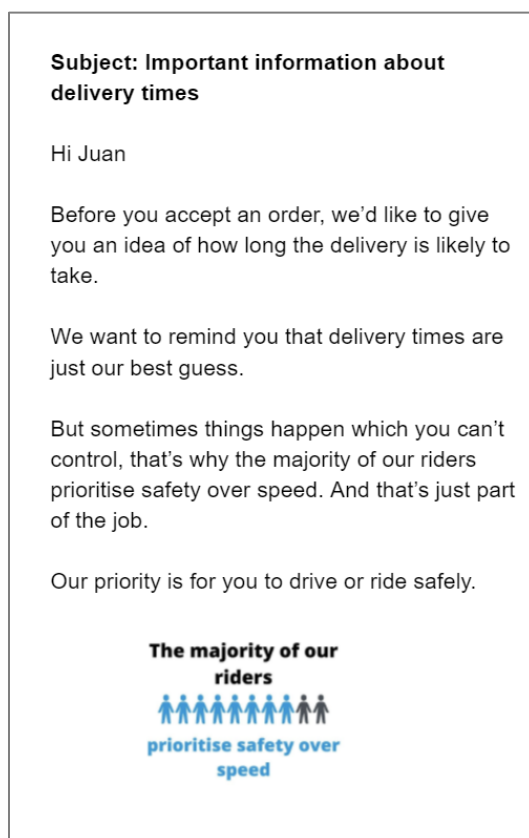 Subject: Important information about
delivery times
Hi Juan
Before you accept an order, we'd like to give
you an idea of how long the delivery is likely to
take.
We want to remind you that delivery times are
just our best guess.
But sometimes things happen which you can't
control, that's why the majority of our riders
prioritise safety over speed. And that's just part
of the job.
Our priority is for you to drive or ride safely.
The majority of our
riders
prioritise safety over
speed